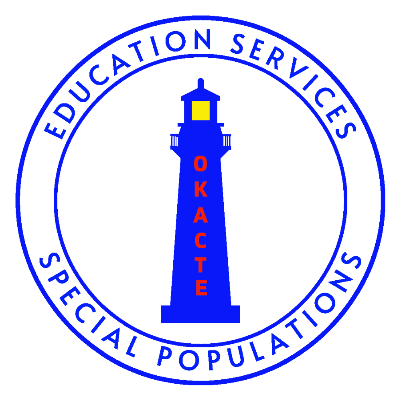 EDUCATION SERVICES
OKACTE
SPECIAL POPULATIONS